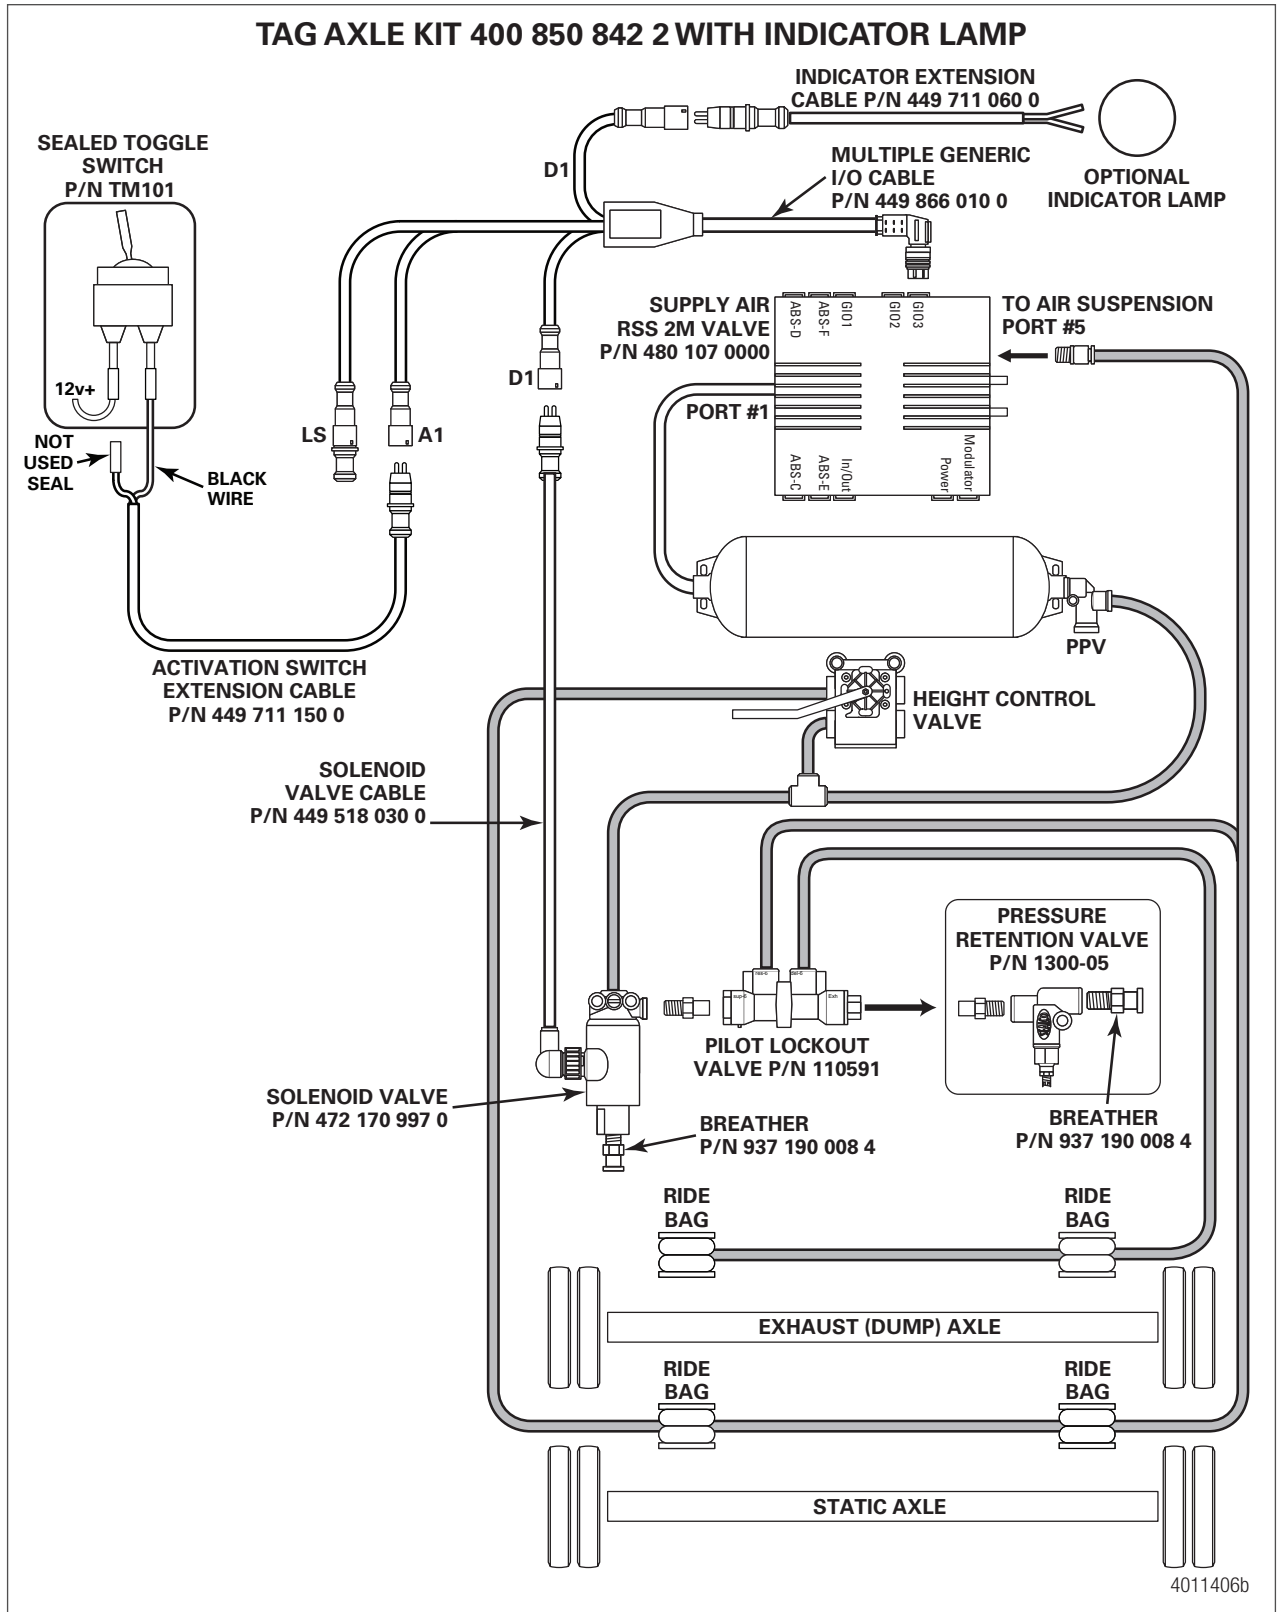 TAG AXLE KIT 400 850 842 2 WITH INDICATOR LAMP
INDICATOR EXTENSION
CABLE P/N 449 711 060 0
SEALED TOGGLE
SWITCH
P/N TM101
D1
MULTIPLE GENERIC
I/O CABLE
P/N 449 866 010 0
OPTIONAL
INDICATOR LAMP
12v+
NOT
USED
SEAL
BLACK
WIRE
LS
A1
D1
SUPPLY AIR
RSS 2M VALVE
P/N 480 107 0000
PORT #1
ABS-D
ABS-F
GIO1
GIO2
GIO3
TO AIR SUSPENSION
PORT #5
ABS-C
ABS-E
In/Out
Power
Modulator
PPV
ACTIVATION SWITCH
EXTENSION CABLE
P/N 449 711 150 0
HEIGHT CONTROL
VALVE
SOLENOID
VALVE CABLE
P/N 449 518 030 0
PRESSURE
RETENTION VALVE
P/N 1300-05
sup-6
res-6
del-6
Exh
PILOT LOCKOUT
VALVE P/N 110591
SOLENOID VALVE
P/N 472 170 997 0
BREATHER
P/N 937 190 008 4
BREATHER
P/N 937 190 008 4
RIDE
BAG
RIDE
BAG
EXHAUST (DUMP) AXLE
RIDE
BAG
RIDE
BAG
STATIC AXLE
4011406b